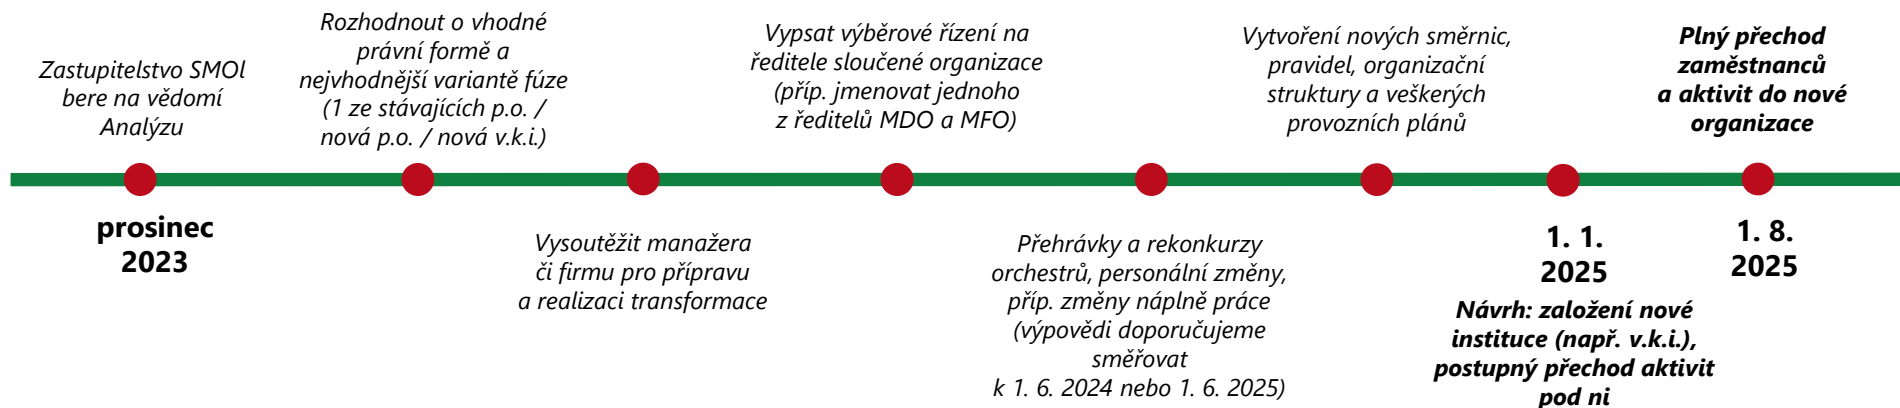 Zastupitelstvo SMOl
bere na vědomí
Analýzu
prosinec
2023
Rozhodnout o vhodné
právní formě a
nejvhodnější variantě fúze
(1 ze stávajících p.o. /
nová p.o. / nová v.k.i.)
Vysoutěžit manažera
či firmu pro přípravu
a realizaci transformace
Vypsat výběrové řízení na
ředitele sloučené organizace
(příp. jmenovat jednoho
z ředitelů MDO a MFO)
Přehrávky a rekonkurzy
orchestrů, personální změny,
příp. změny náplně práce
(výpovědi doporučujeme
směřovat
k 1. 6. 2024 nebo 1. 6. 2025)
Vytvoření nových směrnic,
pravidel, organizační
struktury a veškerých
provozních plánů
1. 1.
2025
Návrh: založení nové
instituce (např. v.k.i.),
postupný přechod aktivit
pod ni
Plný přechod
zaměstnanců
a aktivit do nové
organizace
1. 8.
2025